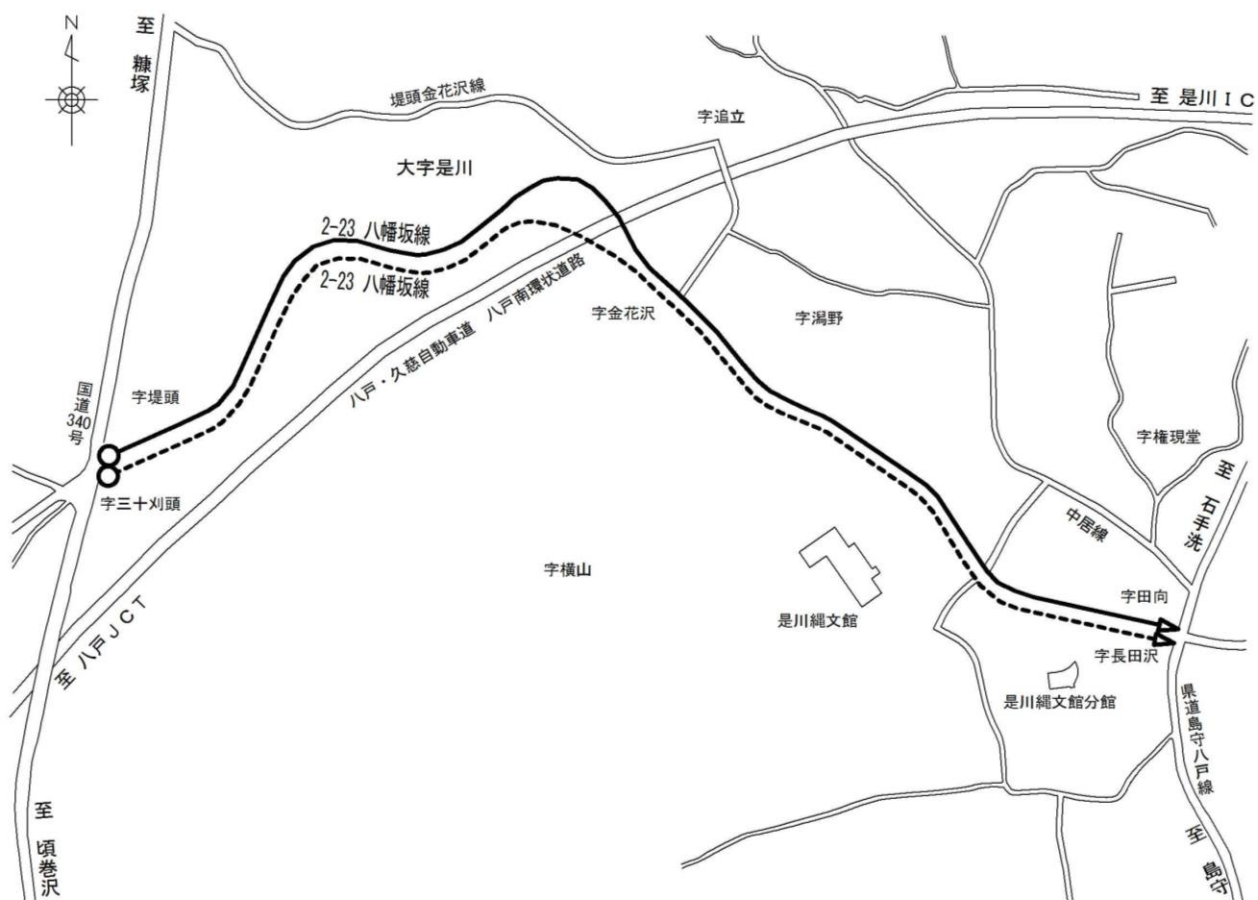 N
至 糠塚
堤頭金花沢線
至 是川IC
字追立
大字是川
2-23 八幡坂線
2-23 八幡坂線
八戸・久慈自動車道 八戸南環状道路
字金花沢
字潟野
字堤頭
国道340号
字三十刈頭
字権現堂
至 石手洗
中居線
字横山
字田向
是川縄文館
字長田沢
至 八戸JCT
是川縄文館分館
県道島守八戸線
至 頃巻沢
至 島守